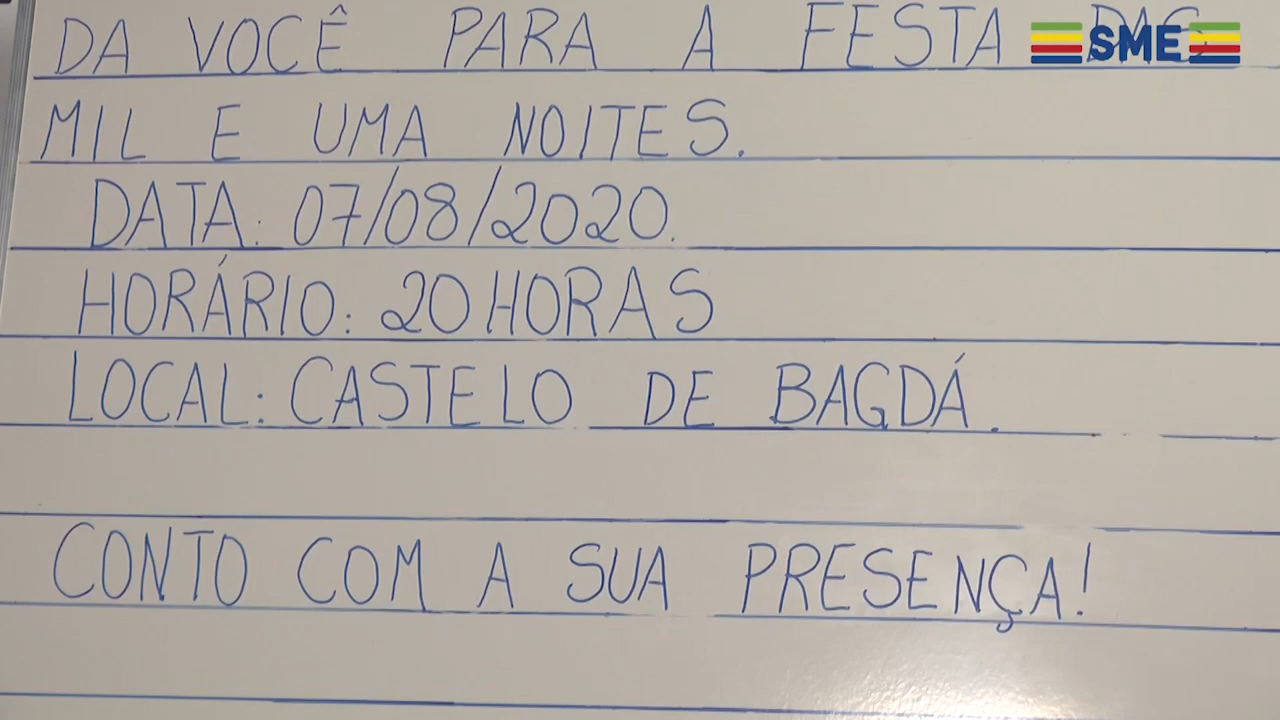 DA VOCÊ PARA A FESTA DAS
SME
MIL E UMA NOITES.
DATA: 07/08/2020.
HORÁRIO: 20 HORAS
LOCAL: CASTELO DE BAGDÁ.
CONTO COM A SUA PRESENÇA!